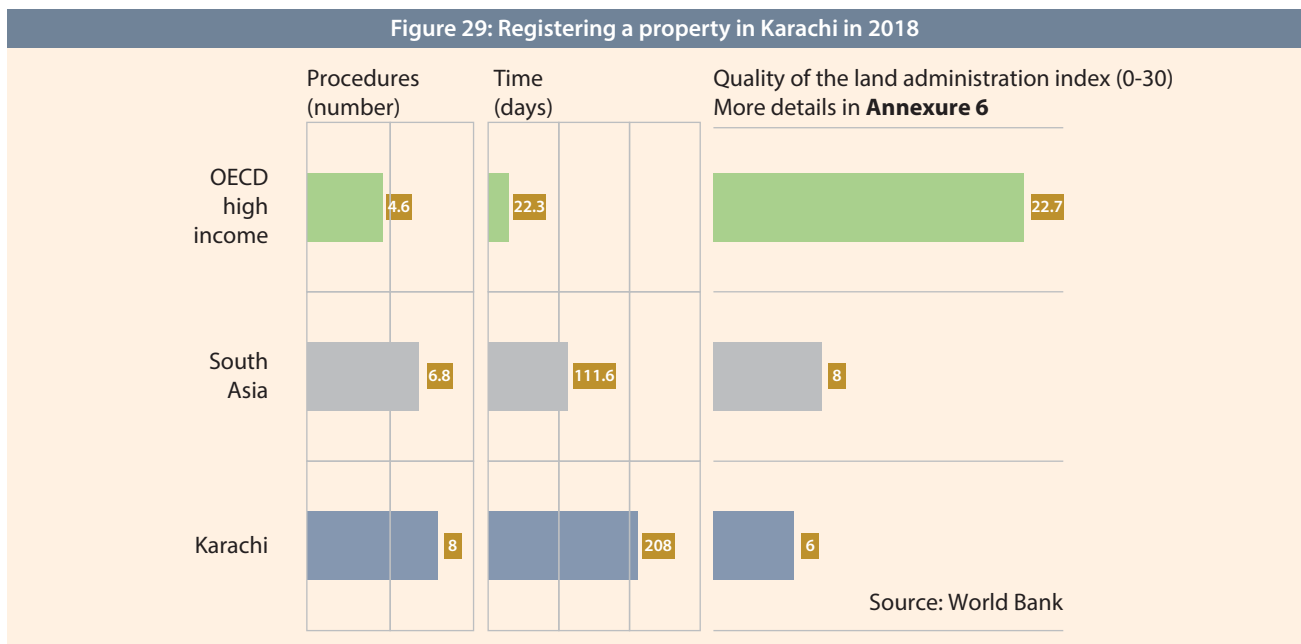 Figure 29: Registering a property in Karachi in 2018
Procedures
(number)
Time
(days)
Quality of the land administration index (0-30)
More details in Annexure 6
OECD
high
income
4.6
22.3
22.7
South
Asia
6.8
111.6
8
Karachi
8
208
6
Source: World Bank